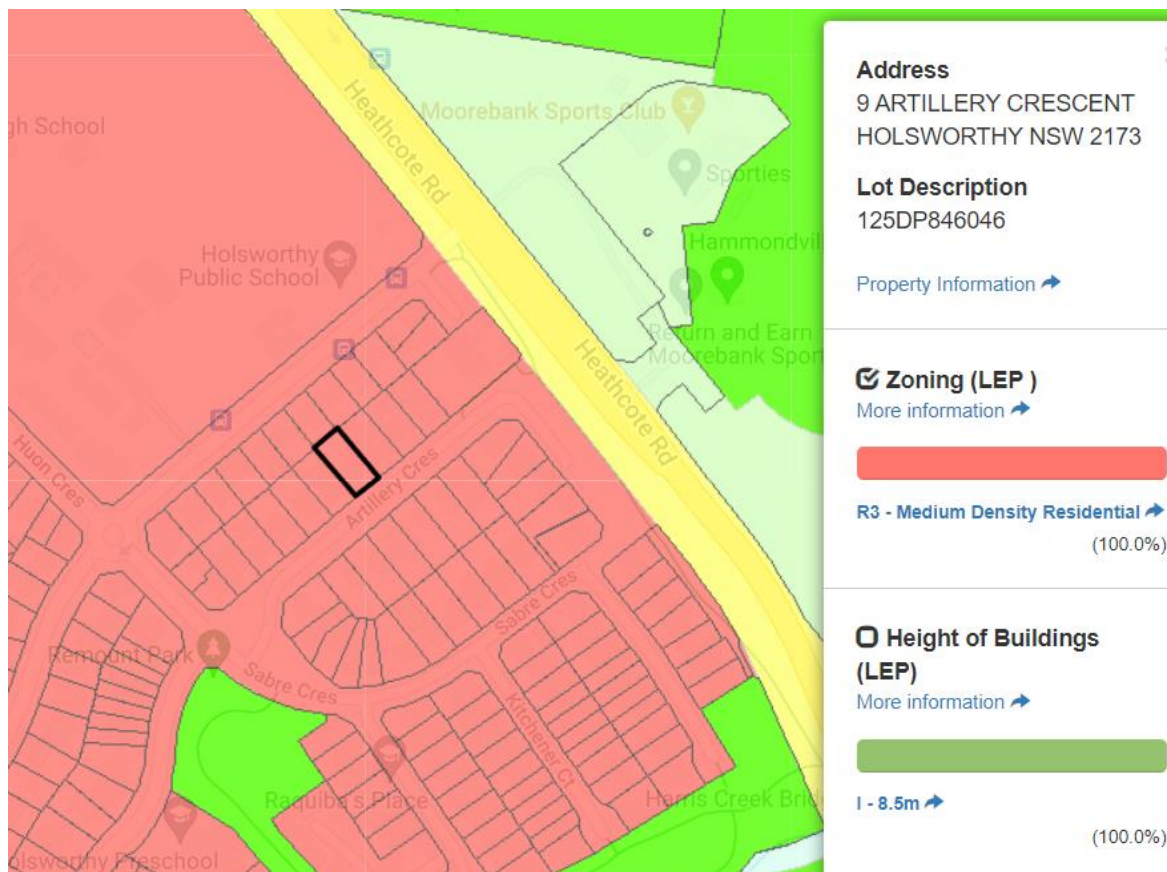 gh School
Heathcote Rd
Moorebank Sports Club
Sporties
Hammondvil
Holsworthy
Public School
Return and Earn
Moorebank Sport
Heathcote Rd
Huon Cres
Artillery Cres
Sabre Cres
Remount Park
Sabre Cres
Kitchener Ct
Raquiba's Place
Harris Creek Brid
olsworthy Preschool
Address
9 ARTILLERY CRESCENT
HOLSWORTHY NSW 2173
Lot Description
125DP846046
Property Information
Zoning (LEP )
More information
R3 - Medium Density Residential
(100.0%)
Height of Buildings
(LEP)
More information
I - 8.5m
(100.0%)